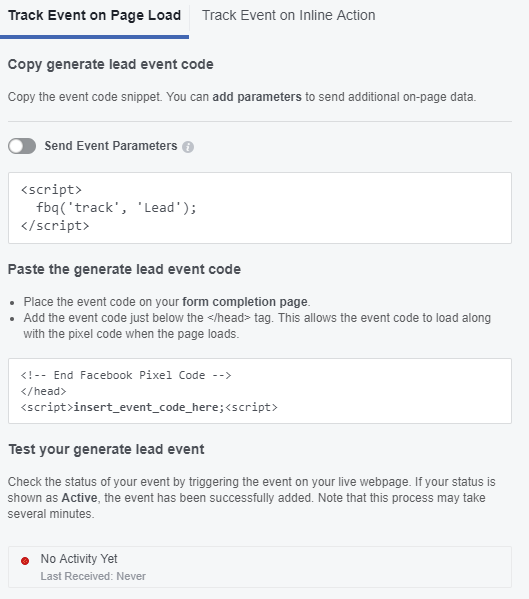 Track Event on Page Load Track Event on Inline Action
Copy generate lead event code
Copy the event code snippet. You can add parameters to send additional on-page data.
Send Event Parameters i
<script>
fbq('track', 'Lead');
</script>
Paste the generate lead event code
• Place the event code on your form completion page.
• Add the event code just below the </head> tag. This allows the event code to load along
with the pixel code when the page loads.
<!-- End Facebook Pixel Code -->
</head>
<script>insert_event_code_here;<script>
Test your generate lead event
Check the status of your event by triggering the event on your live webpage. If your status is
shown as Active, the event has been successfully added. Note that this process may take
several minutes.
No Activity Yet
Last Received: Never